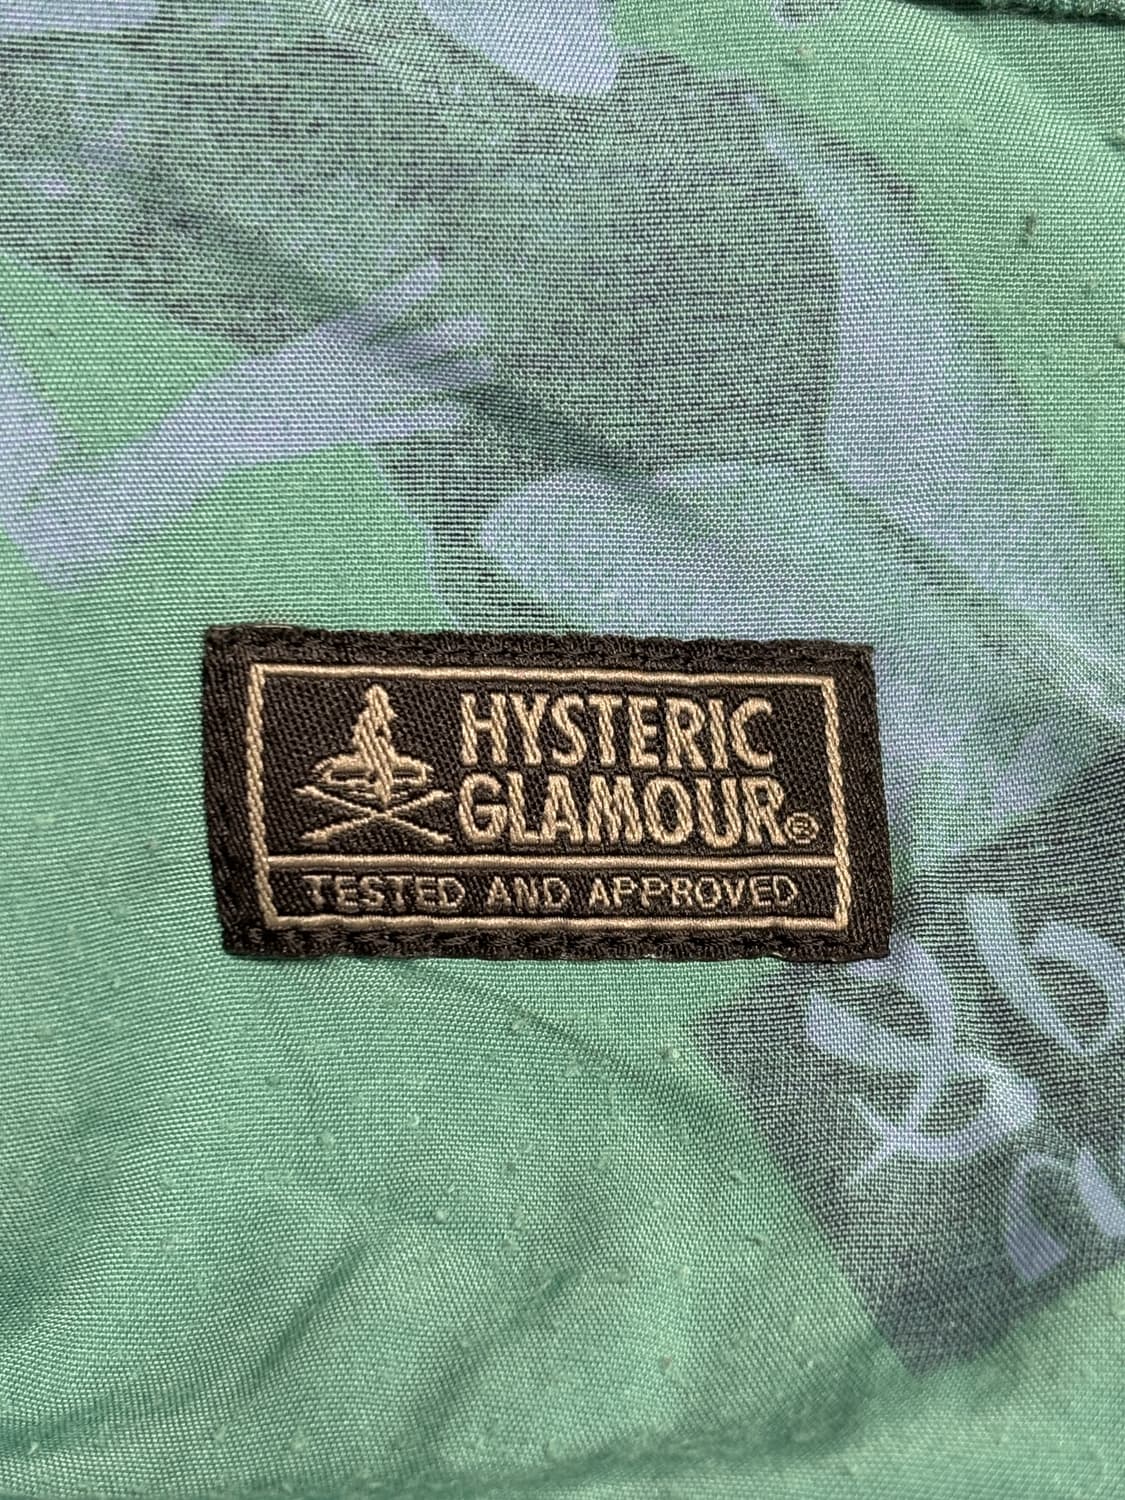 HYSTERIC
GLAMOUR®
TESTED AND APPROVED